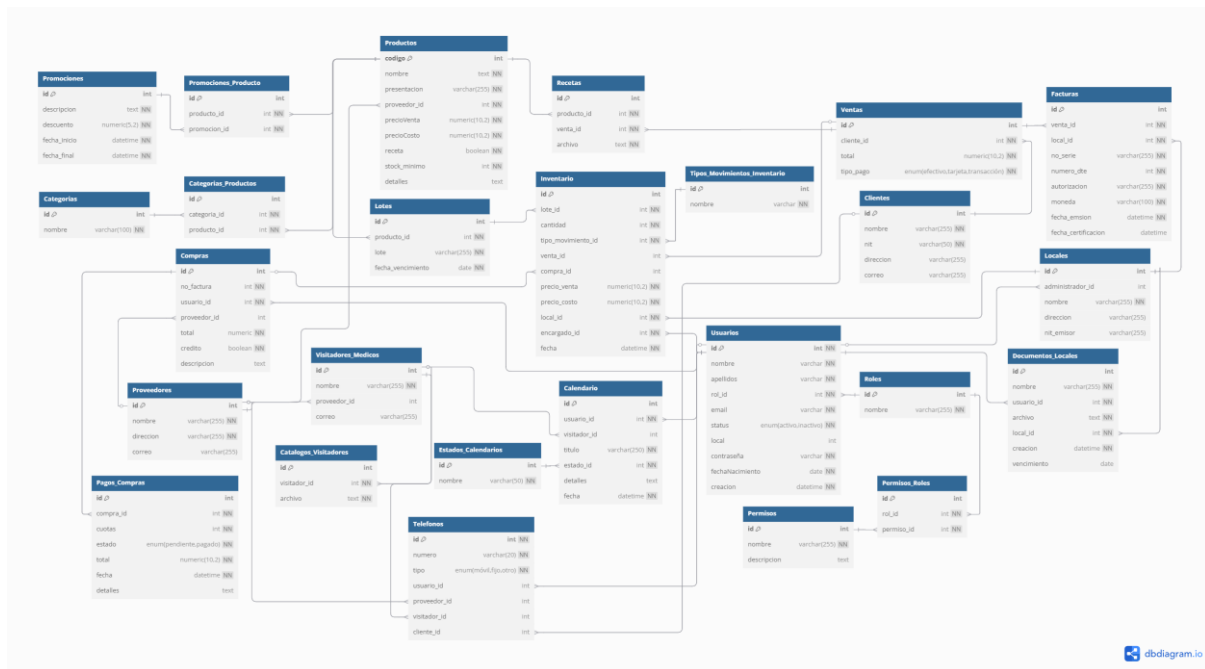 Productos
codigo int
nombre text NN
presentacion varchar(255) NN
proveedor_id int NN
precioVenta numeric(10,2) NN
precioCosto numeric(10,2) NN
receta boolean NN
stock_minimo int NN
detalles text
Promociones
id int
descripcion text NN
descuento numeric(5,2) NN
fecha_inicio datetime NN
fecha_final datetime NN
Promociones_Producto
id int
producto_id int NN
promocion_id int NN
Recetas
id int
producto_id int NN
venta_id int NN
archivo text NN
Ventas
id int
cliente_id int NN
total numeric(10,2) NN
tipo_pago enum(efectivo,tarjeta,transacción) NN
Facturas
id int
venta_id int NN
local_id int NN
no_serie varchar(255) NN
numero_dte int NN
autorizacion varchar(255) NN
moneda varchar(100) NN
fecha_emsion datetime NN
fecha_certificacion datetime
Categorias
id int
nombre varchar(100) NN
Categorias_Productos
id int
categoria_id int NN
producto_id int NN
Lotes
id int
producto_id int NN
lote varchar(255) NN
fecha_vencimiento date NN
Inventario
id int
lote_id int NN
cantidad int NN
tipo_movimiento_id int NN
venta_id int
compra_id int
precio_venta numeric(10,2) NN
precio_costo numeric(10,2) NN
local_id int NN
encargado_id int NN
fecha datetime NN
Tipos_Movimientos_Inventario
id int
nombre varchar NN
Clientes
id int
nombre varchar(255) NN
nit varchar(50) NN
direccion varchar(255)
correo varchar(255)
Locales
id int
administrador_id int
nombre varchar(255) NN
direccion varchar(255)
nit_emisor varchar(255)
Compras
id int
no_factura int NN
usuario_id int NN
proveedor_id int
total numeric NN
credito boolean NN
descripcion text
Visitadores_Medicos
id int
nombre varchar(255) NN
proveedor_id int
correo varchar(255)
Usuarios
id int NN
nombre varchar NN
apellidos varchar NN
rol_id int NN
email varchar NN
status enum(activo,inactivo) NN
local int
contraseña varchar NN
fechaNacimiento date NN
creacion datetime NN
Roles
id int
nombre varchar(255) NN
Documentos_Locales
id int
nombre varchar(255) NN
usuario_id int NN
archivo text NN
local_id int NN
creacion datetime NN
vencimiento date
Proveedores
id int
nombre varchar(255) NN
direccion varchar(255) NN
correo varchar(255)
Catalogos_Visitadores
id int
visitador_id int NN
archivo text NN
Estados_Calendarios
id int
nombre varchar(50) NN
Calendario
id int
usuario_id int NN
visitador_id int
titulo varchar(250) NN
estado_id int NN
detalles text
fecha datetime NN
Pagos_Compras
id int
compra_id int NN
cuotas int NN
estado enum(pendiente,pagado) NN
total numeric(10,2) NN
fecha datetime NN
detalles text
Telefonos
id int NN
numero varchar(20) NN
tipo enum(móvil,fijo,otro) NN
usuario_id int
proveedor_id int
visitador_id int
cliente_id int
Permisos
id int
nombre varchar(255) NN
descripcion text
Permisos_Roles
id int
rol_id int NN
permiso_id int NN
dbdiagram.io